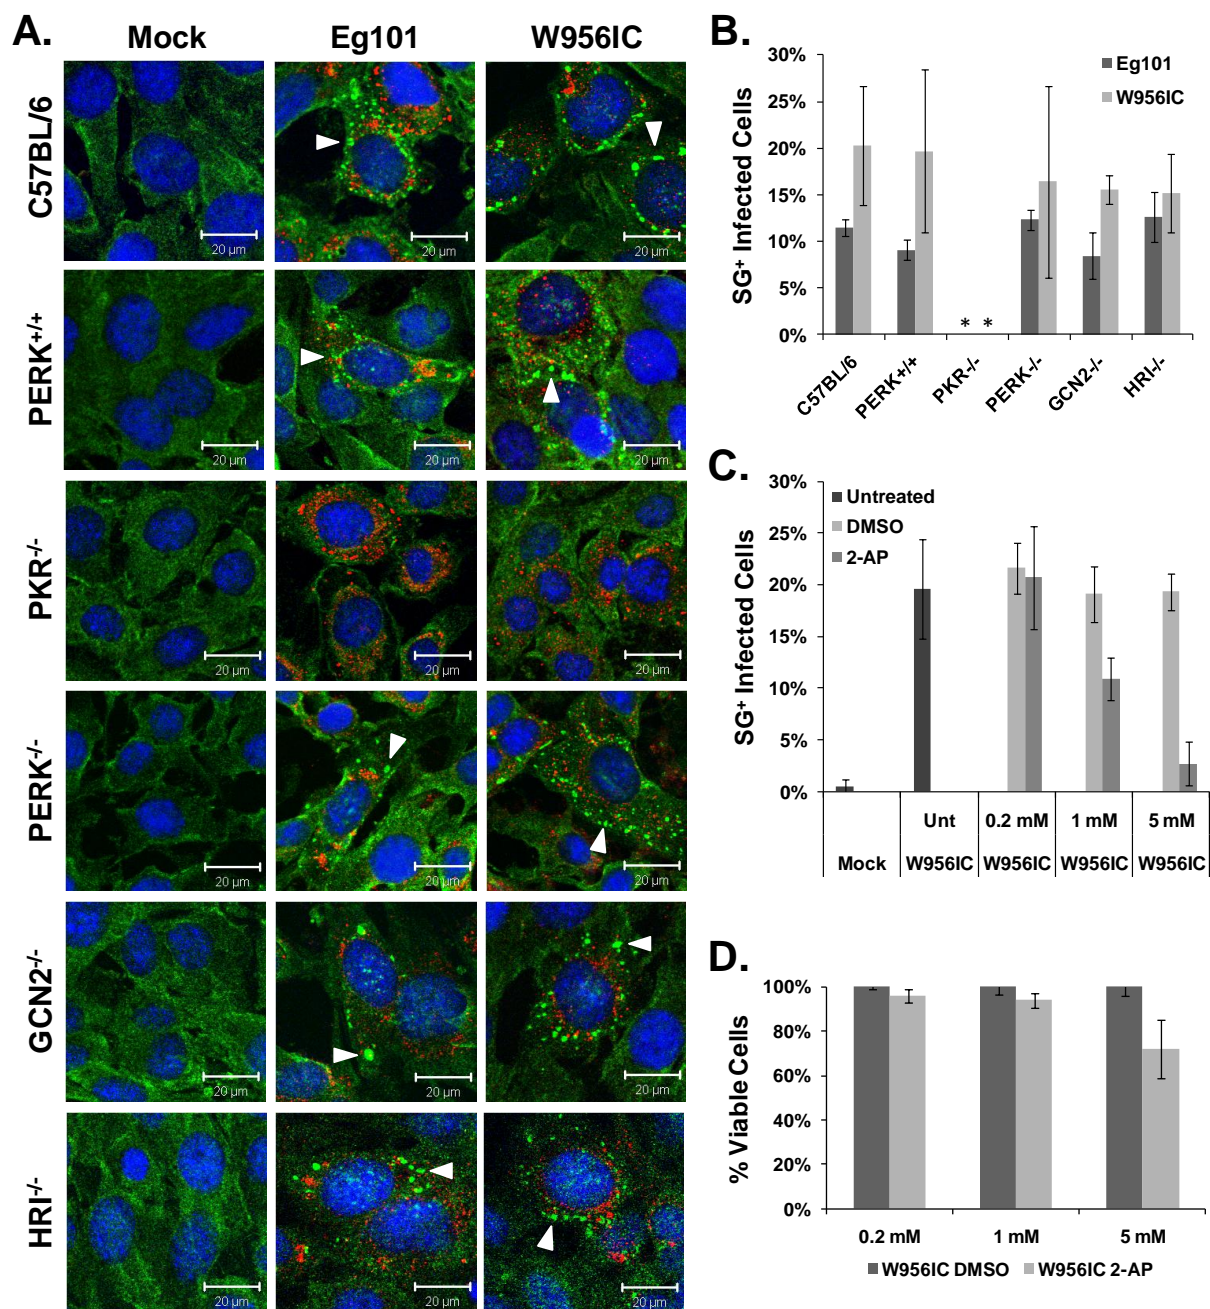 A.
Mock Eg101 W956IC
C57BL/6
20 µm 20 µm 20 µm
PERK+/+
20 µm 20 µm 20 µm
PKR-/-
20 µm 20 µm 20 µm
PERK-/-
20 µm 20 µm 20 µm
GCN2-/-
20 µm 20 µm 20 µm
HRI-/-
20 µm 20 µm 20 µm
B.
SG+ Infected Cells
30%
25%
20%
15%
10%
5%
0%
Eg101
W956IC
* *
C57BL/6 PERK+/+ PKR-/- PERK-/- GCN2-/- HRI-/-
C.
SG+ Infected Cells
30%
25%
20%
15%
10%
5%
0%
Untreated
DMSO
2-AP
Unt 0.2 mM 1 mM 5 mM
Mock W956IC W956IC W956IC W956IC
D.
% Viable Cells
100%
80%
60%
40%
20%
0%
0.2 mM 1 mM 5 mM
W956IC DMSO W956IC 2-AP